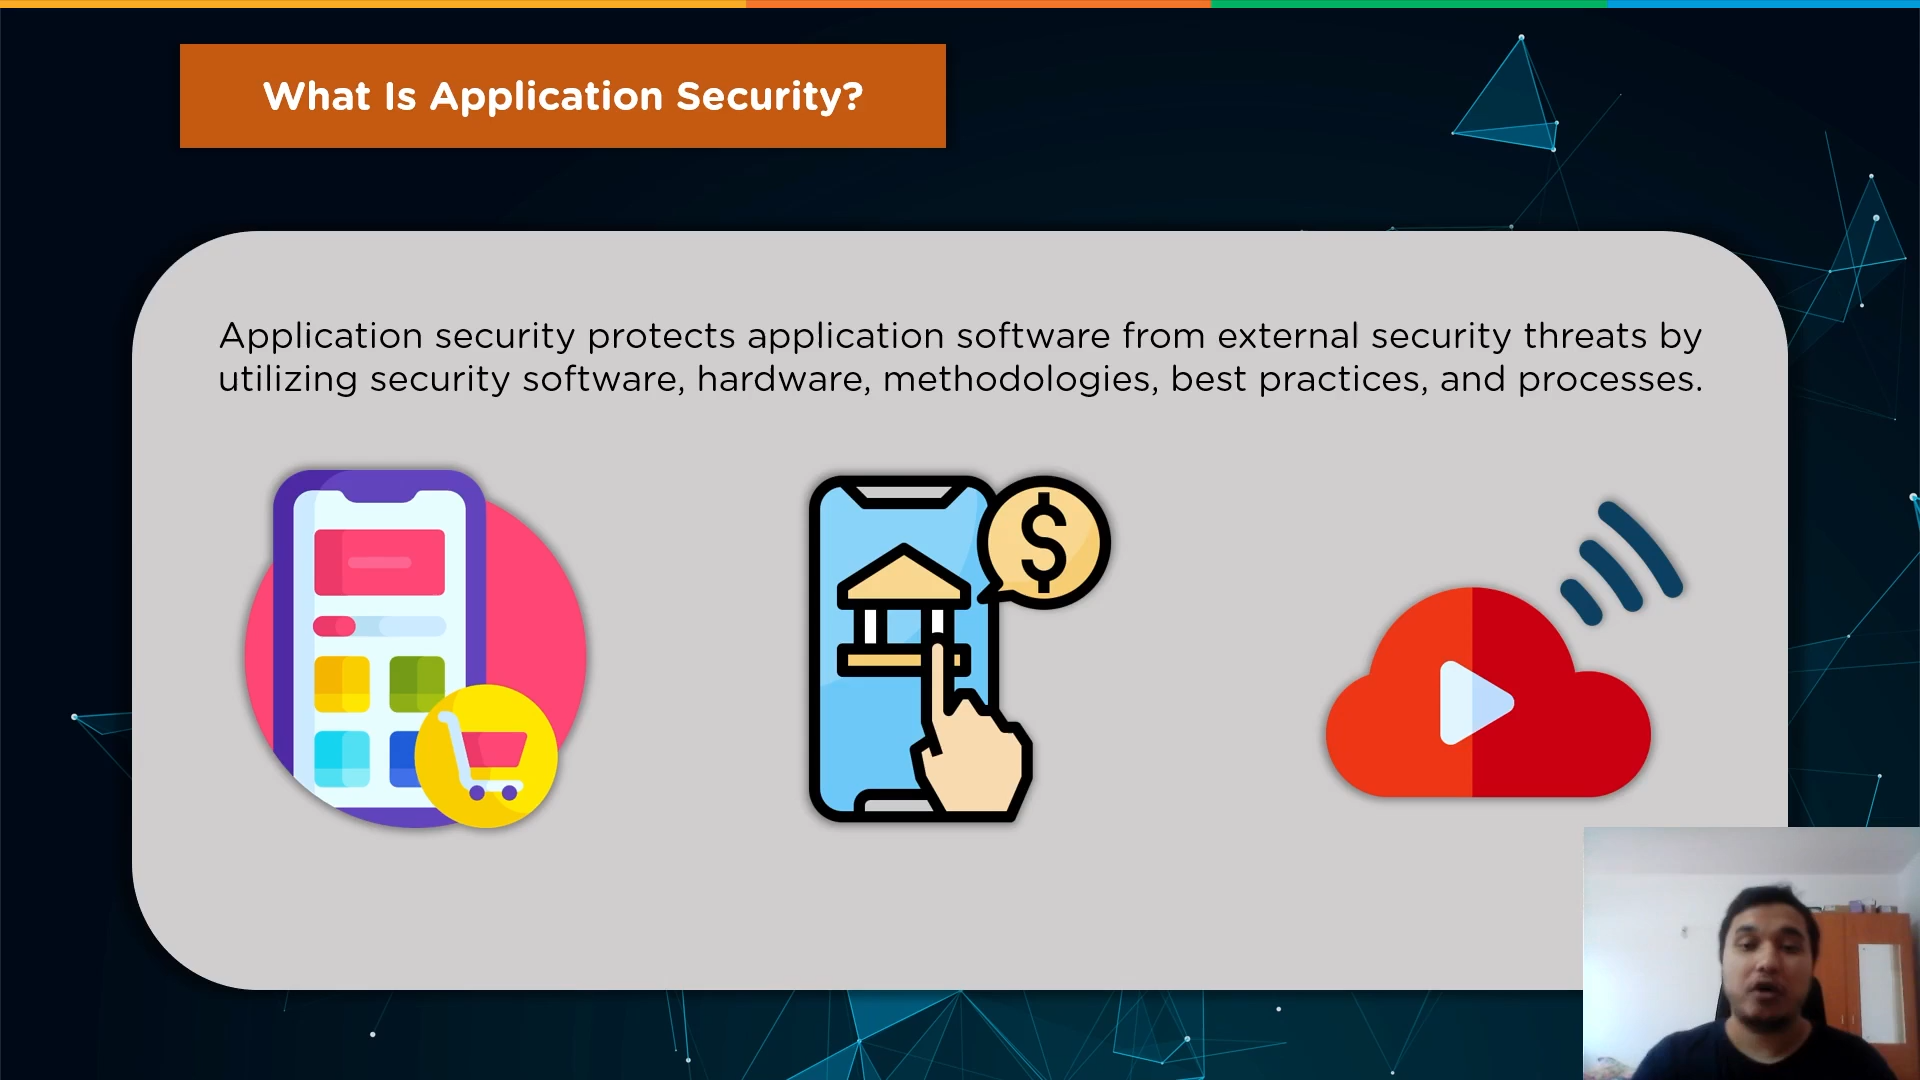 What Is Application Security?
Application security protects application software from external security threats by
utilizing security software, hardware, methodologies, best practices, and processes.
$